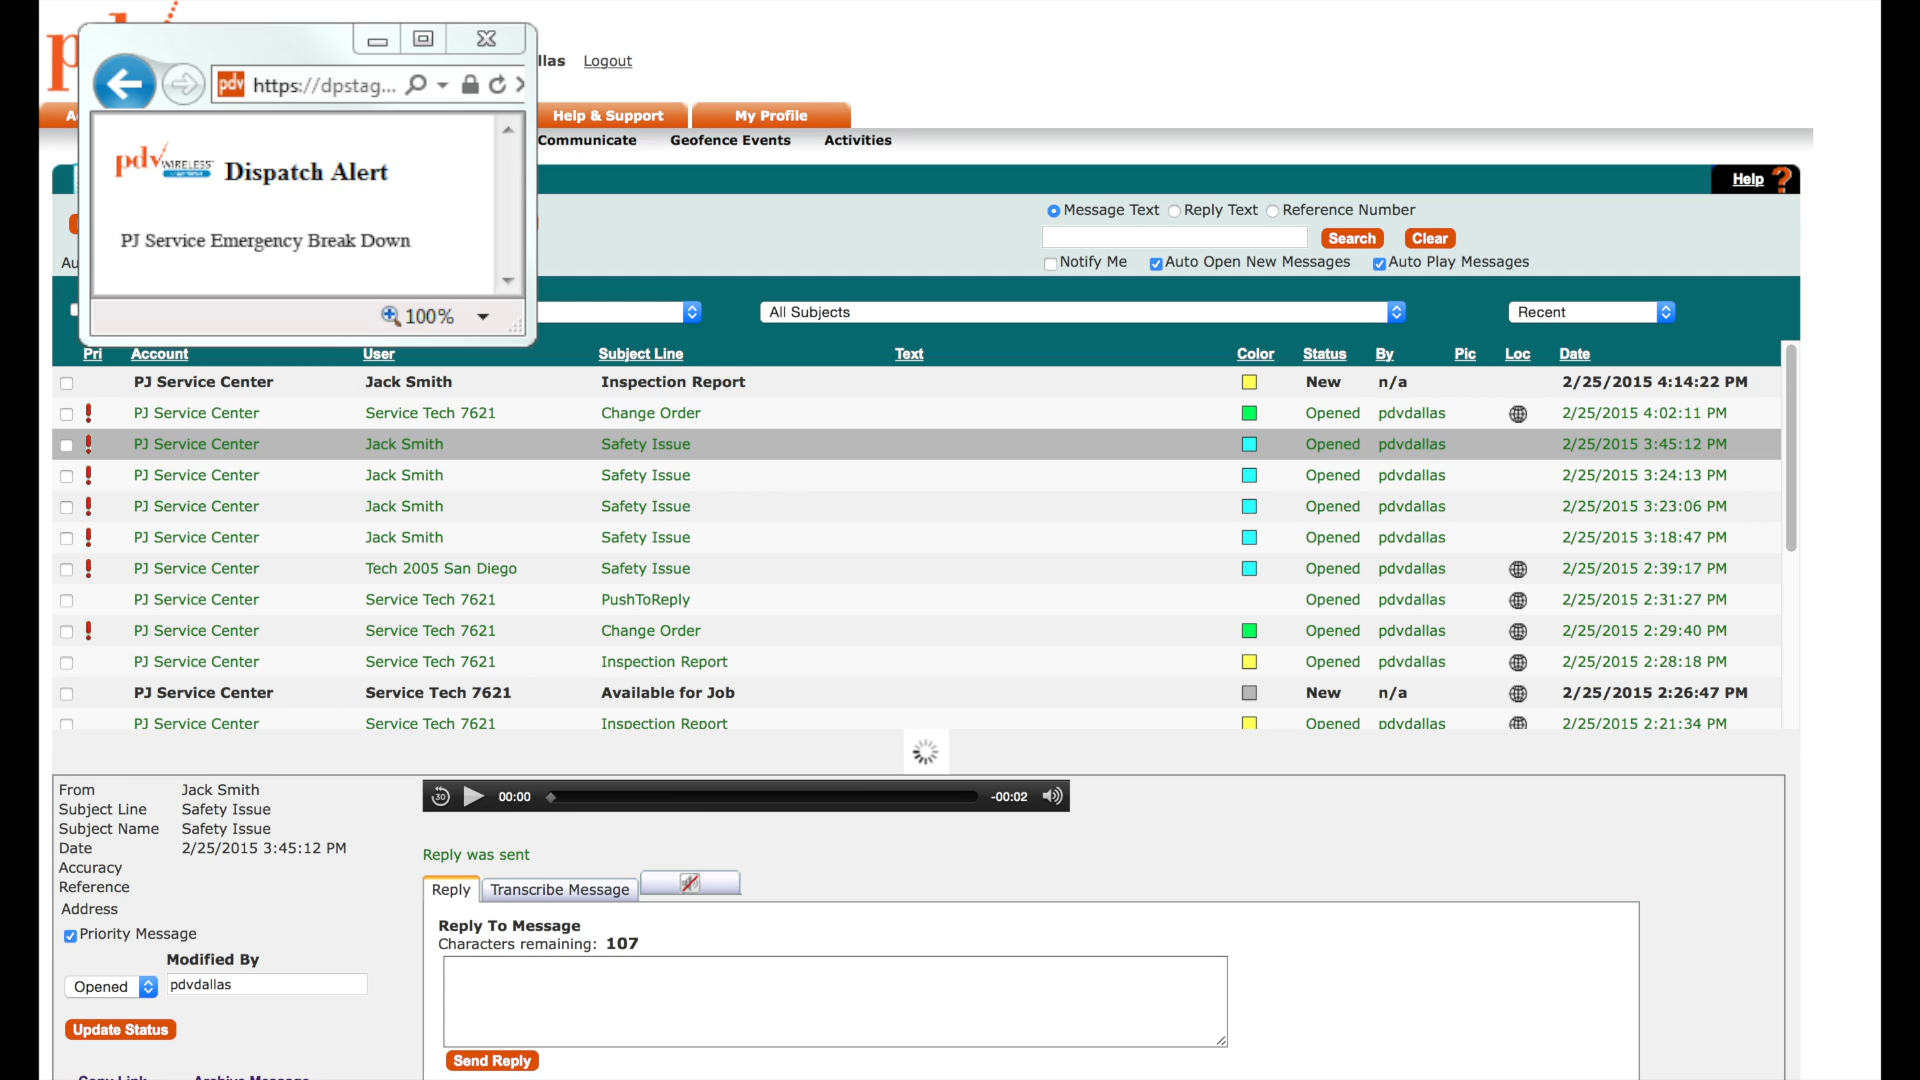 llas Logout
https://dpstag...
Help & Support My Profile
Communicate Geofence Events Activities
pdv WIRELESS Dispatch Alert
PJ Service Emergency Break Down
100%
Help ?
Message Text Reply Text Reference Number
Search Clear
Au
Notify Me Auto Open New Messages Auto Play Messages
All Subjects Recent
Pri Account User Subject Line Text Color Status By Pic Loc Date
PJ Service Center Jack Smith Inspection Report New n/a 2/25/2015 4:14:22 PM
! PJ Service Center Service Tech 7621 Change Order Opened pdvdallas 2/25/2015 4:02:11 PM
! PJ Service Center Jack Smith Safety Issue Opened pdvdallas 2/25/2015 3:45:12 PM
! PJ Service Center Jack Smith Safety Issue Opened pdvdallas 2/25/2015 3:24:13 PM
! PJ Service Center Jack Smith Safety Issue Opened pdvdallas 2/25/2015 3:23:06 PM
! PJ Service Center Jack Smith Safety Issue Opened pdvdallas 2/25/2015 3:18:47 PM
! PJ Service Center Tech 2005 San Diego Safety Issue Opened pdvdallas 2/25/2015 2:39:17 PM
PJ Service Center Service Tech 7621 PushToReply Opened pdvdallas 2/25/2015 2:31:27 PM
! PJ Service Center Service Tech 7621 Change Order Opened pdvdallas 2/25/2015 2:29:40 PM
PJ Service Center Service Tech 7621 Inspection Report Opened pdvdallas 2/25/2015 2:28:18 PM
PJ Service Center Service Tech 7621 Available for Job New n/a 2/25/2015 2:26:47 PM
PJ Service Center Service Tech 7621 Inspection Report Opened pdvdallas 2/25/2015 2:21:34 PM
From Jack Smith
Subject Line Safety Issue
Subject Name Safety Issue
Date 2/25/2015 3:45:12 PM
Accuracy
Reference
Address
Priority Message
Modified By
Opened pdvdallas
Update Status
Copy Link Archive Message
30 00:00 -00:02
Reply was sent
Reply Transcribe Message
Reply To Message
Characters remaining: 107
Send Reply